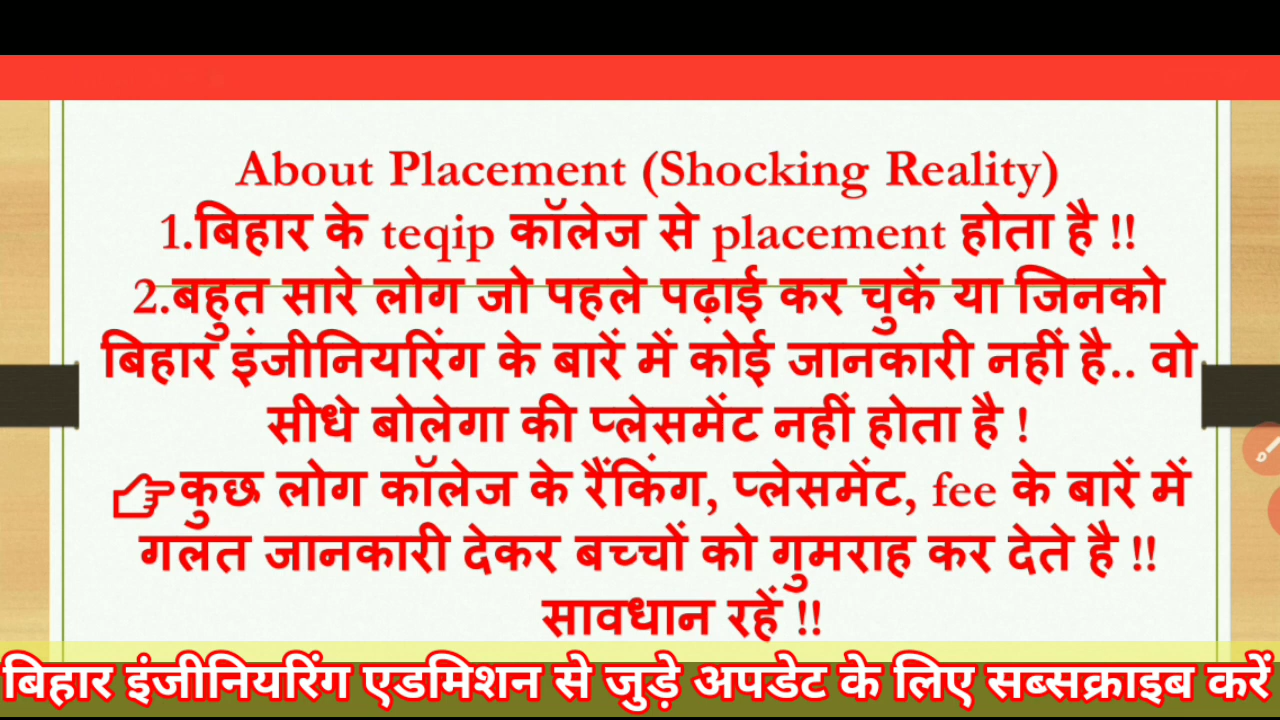 About Placement (Shocking Reality)
1.बिहार के teqip कॉलेज से placement होता है !!
2.बहुत सारे लोग जो पहले पढ़ाई कर चुकें या जिनको
बिहार इंजीनियरिंग के बारें में कोई जानकारी नहीं है.. वो
सीधे बोलेगा की प्लेसमेंट नहीं होता है !
👉कुछ लोग कॉलेज के रैंकिंग, प्लेसमेंट, fee के बारें में
गलत जानकारी देकर बच्चों को गुमराह कर देते है !!
सावधान रहें !!
बिहार इंजीनियरिंग एडमिशन से जुड़े अपडेट के लिए सब्सक्राइब करें